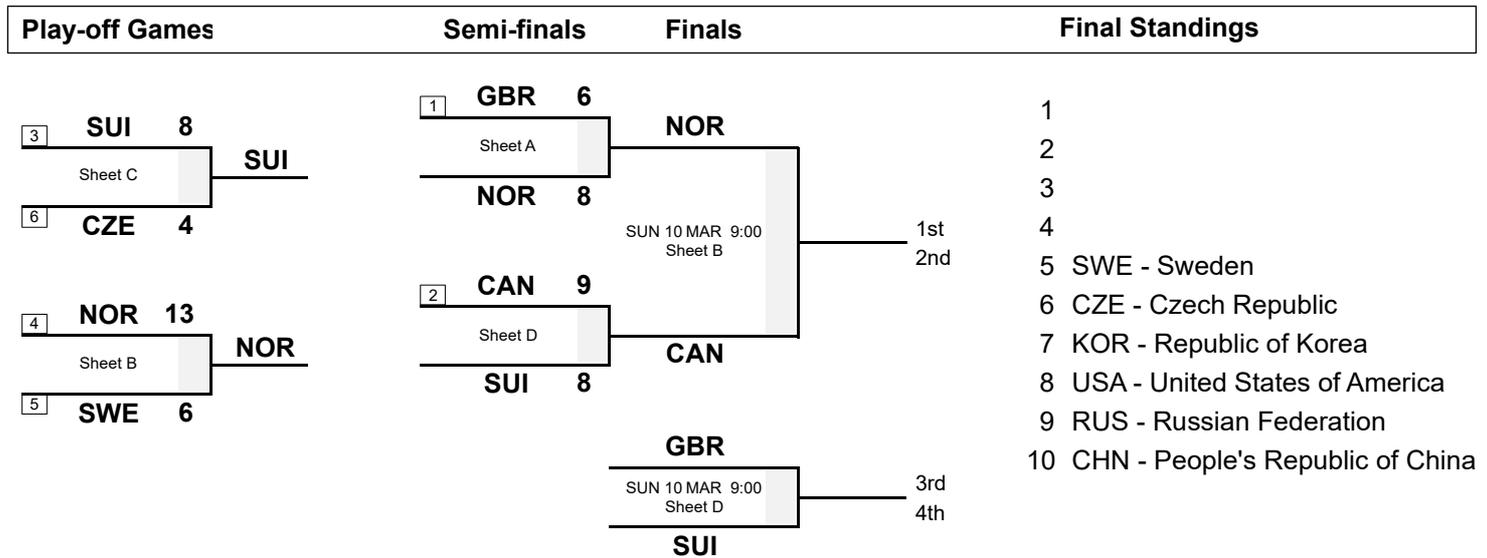 Play-off Games Semi-finals Finals Final Standings
3 SUI 8
Sheet C
SUI
6 CZE 4
4 NOR 13
Sheet B
NOR
5 SWE 6
1 GBR 6
Sheet A
NOR 8
2 CAN 9
Sheet D
SUI 8
NOR
SUN 10 MAR 9:00
Sheet B
CAN
1st
2nd
GBR
SUN 10 MAR 9:00
Sheet D
SUI
3rd
4th
1
2
3
4
5 SWE - Sweden
6 CZE - Czech Republic
7 KOR - Republic of Korea
8 USA - United States of America
9 RUS - Russian Federation
10 CHN - People's Republic of China